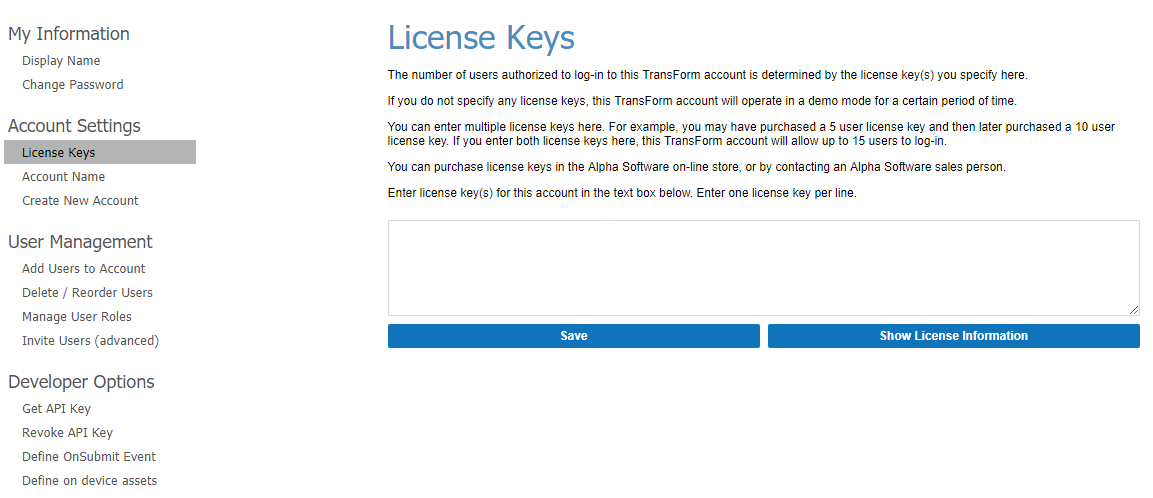 My Information
Display Name
Change Password
Account Settings
License Keys
Account Name
Create New Account
User Management
Add Users to Account
Delete / Reorder Users
Manage User Roles
Invite Users (advanced)
Developer Options
Get API Key
Revoke API Key
Define OnSubmit Event
Define on device assets
License Keys
The number of users authorized to log-in to this TransForm account is determined by the license key(s) you specify here.
If you do not specify any license keys, this TransForm account will operate in a demo mode for a certain period of time.
You can enter multiple license keys here. For example, you may have purchased a 5 user license key and then later purchased a 10 user
license key. If you enter both license keys here, this TransForm account will allow up to 15 users to log-in.
You can purchase license keys in the Alpha Software on-line store, or by contacting an Alpha Software sales person.
Enter license key(s) for this account in the text box below. Enter one license key per line.
Save
Show License Information